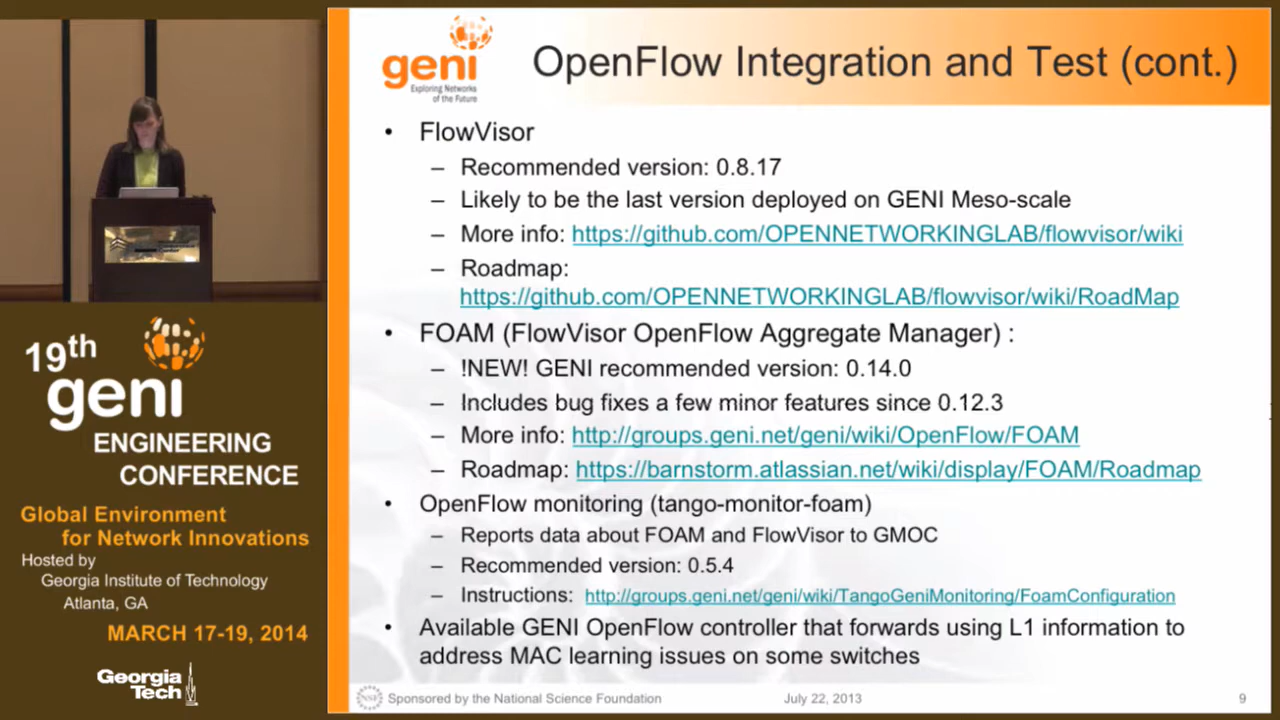 geni
Exploring Networks
of the Future
OpenFlow Integration and Test (cont.)
• FlowVisor
– Recommended version: 0.8.17
– Likely to be the last version deployed on GENI Meso-scale
– More info: https://github.com/OPENNETWORKINGLAB/flowvisor/wiki
– Roadmap:
https://github.com/OPENNETWORKINGLAB/flowvisor/wiki/RoadMap
• FOAM (FlowVisor OpenFlow Aggregate Manager) :
– !NEW! GENI recommended version: 0.14.0
– Includes bug fixes a few minor features since 0.12.3
– More info: http://groups.geni.net/geni/wiki/OpenFlow/FOAM
– Roadmap: https://barnstorm.atlassian.net/wiki/display/FOAM/Roadmap
• OpenFlow monitoring (tango-monitor-foam)
– Reports data about FOAM and FlowVisor to GMOC
– Recommended version: 0.5.4
– Instructions: http://groups.geni.net/geni/wiki/TangoGeniMonitoring/FoamConfiguration
• Available GENI OpenFlow controller that forwards using L1 information to
address MAC learning issues on some switches
Sponsored by the National Science Foundation
July 22, 2013
9
19th
geni
ENGINEERING
CONFERENCE
Global Environment
for Network Innovations
Hosted by
Georgia Institute of Technology
Atlanta, GA
MARCH 17-19, 2014
Georgia
Tech